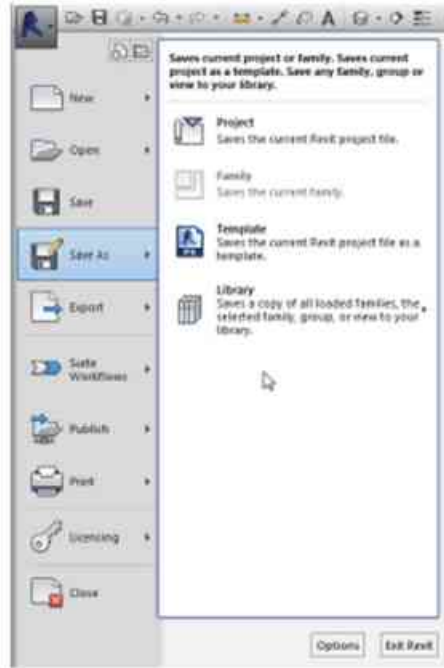 Saves current project or family. Saves current
project as a template. Save any family, group or
view to your library.
New
Project
Saves the current Revit project file.
Open
Family
Saves the current family.
Save
Template
Saves the current Revit project file as a
template.
Save As
Library
Saves a copy of all loaded families, the
selected family, group, or view to your
library.
Export
Suite
Workflows
Publish
Print
Licensing
Close
Options
Exit Revit